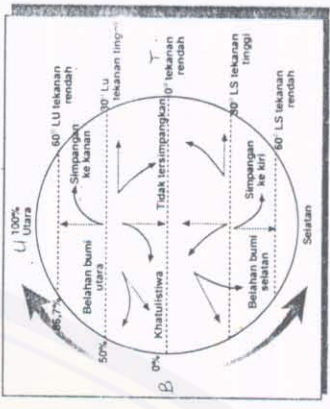 U 100%
Utara
66,7%
60° LU tekanan
rendah
Simpangan
ke kanan
Belahan bumi
utara
50%
30° Lu
tekanan
T
0%
Khatulistiwa
Tidak tersimpangkan
0° tekanan
rendah
B
Belahan bumi
selatan
Simpangan
ke kiri
30° LS tekanan
tinggi
60° LS tekanan
rendah
Selatan